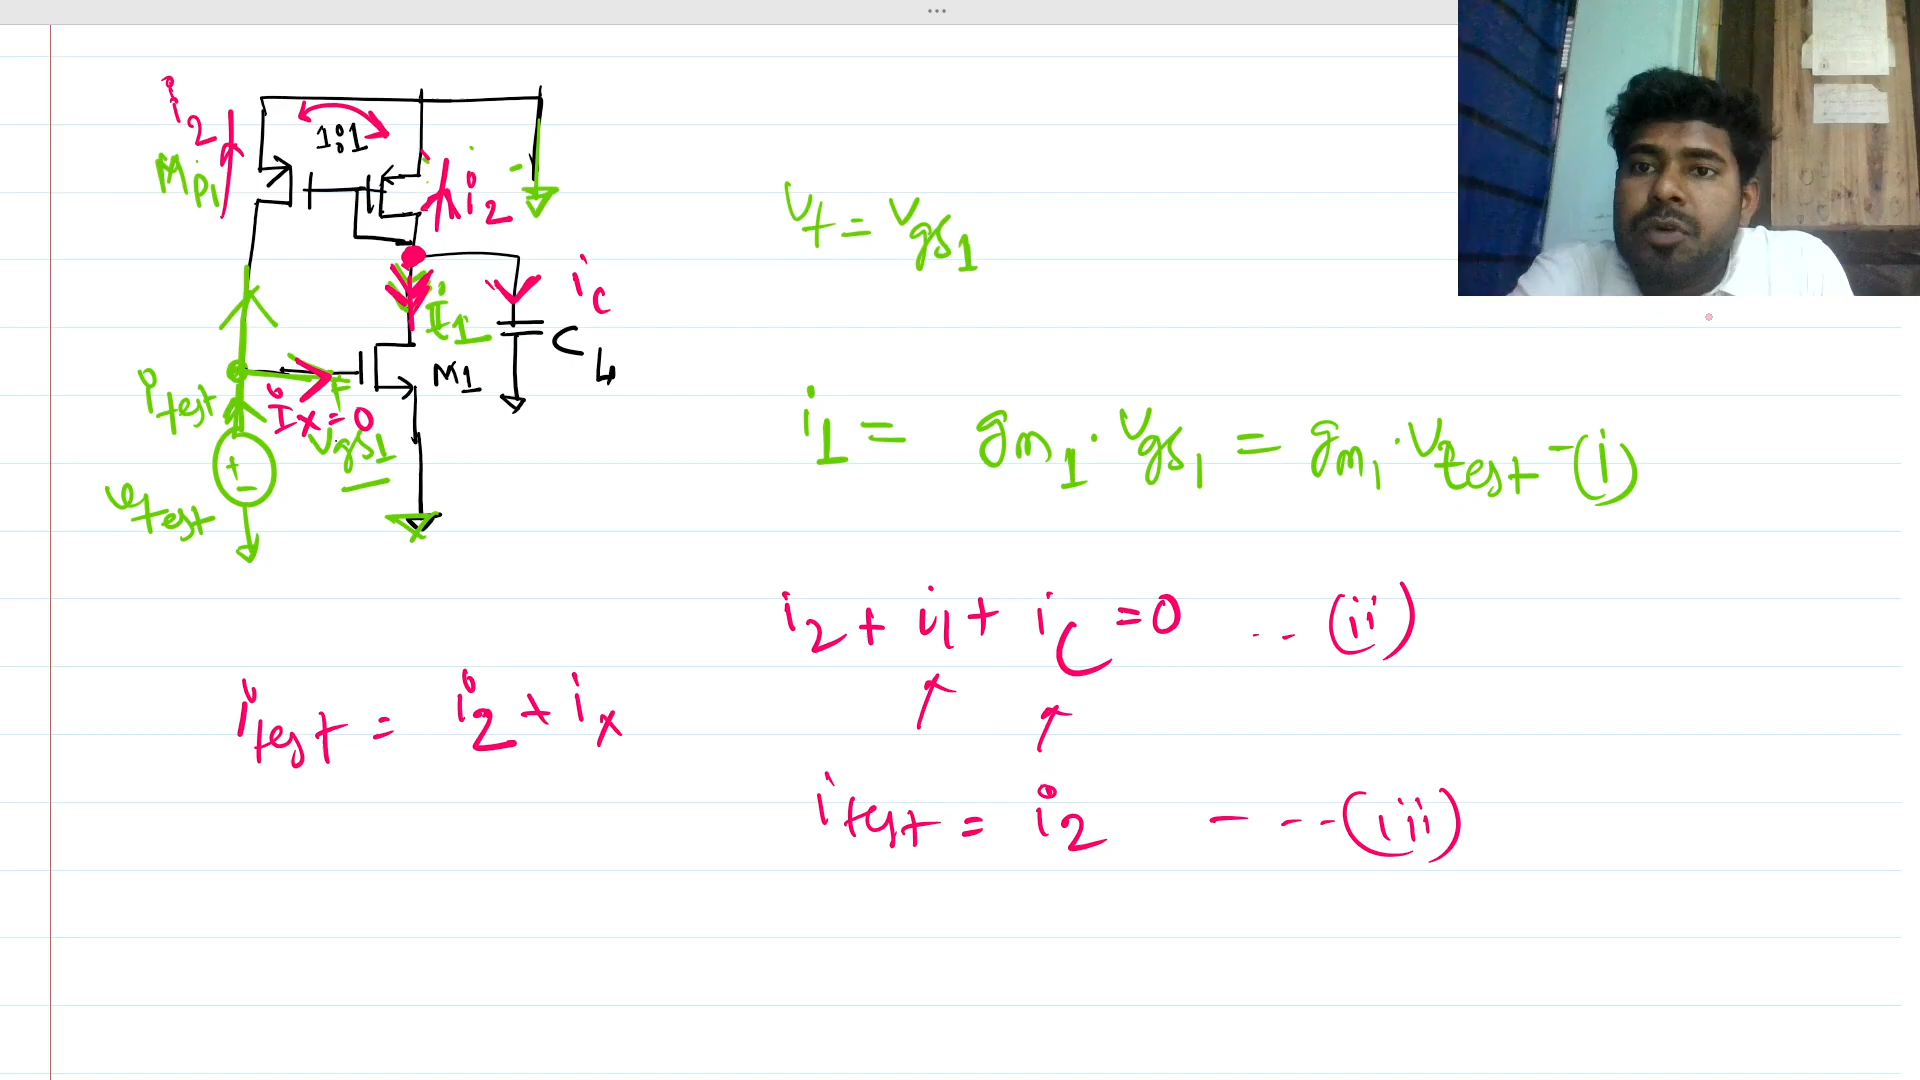 i2
1:1
Mp1
i2
vt = vgs1
ic
i1
CL
M1
itest
ix = 0
vgs1
+
-
vtest
i1 = gm1 · vgs1 = gm1 · vtest - (i)
i2 + i1 + ic = 0 -- (ii)
itest = i2 + ix
itest = i2 - - - (iii)